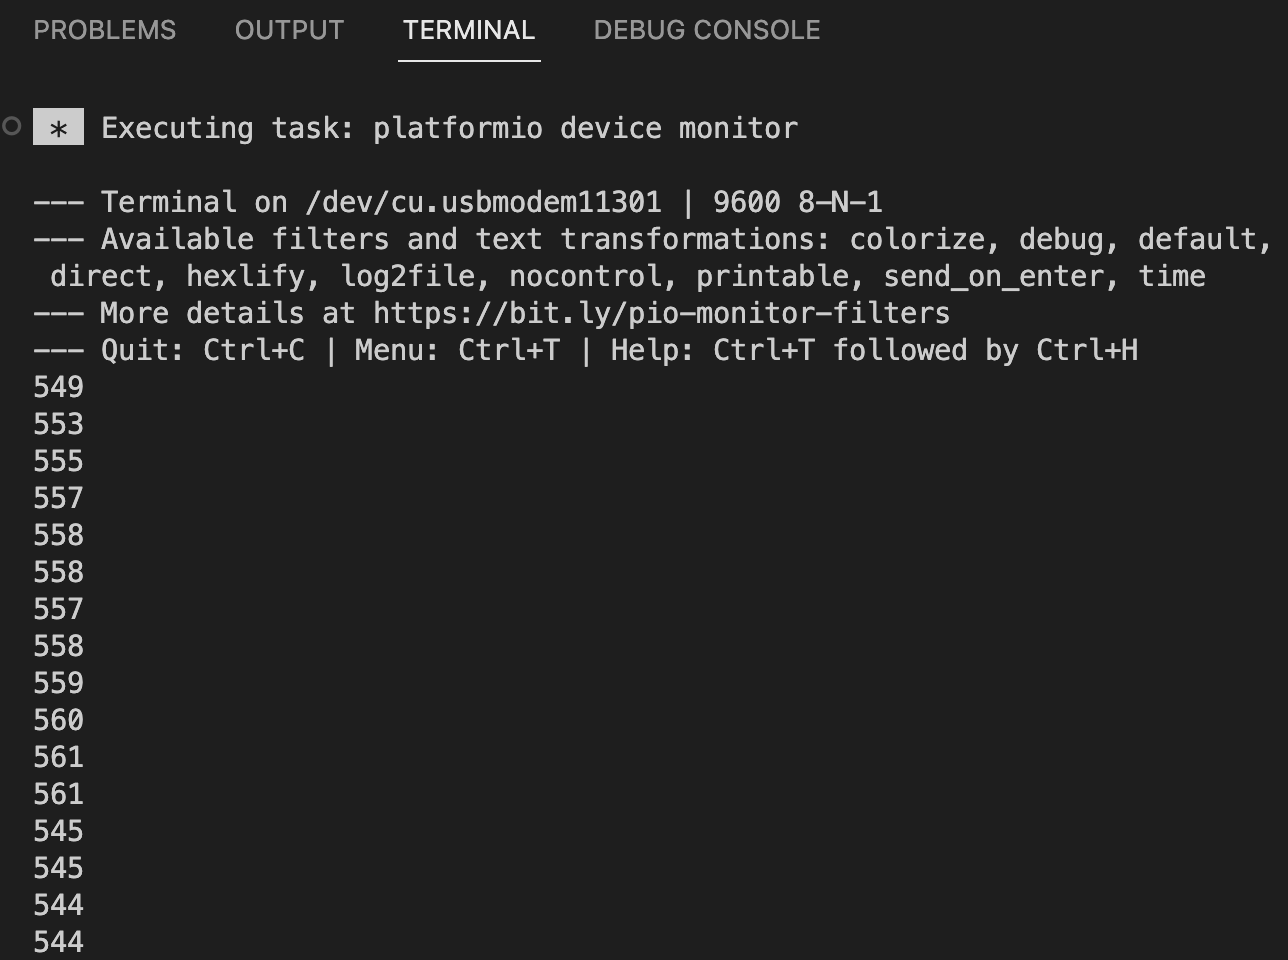 PROBLEMS OUTPUT TERMINAL DEBUG CONSOLE
* Executing task: platformio device monitor
--- Terminal on /dev/cu.usbmodem11301 | 9600 8-N-1
--- Available filters and text transformations: colorize, debug, default,
direct, hexlify, log2file, nocontrol, printable, send_on_enter, time
--- More details at https://bit.ly/pio-monitor-filters
--- Quit: Ctrl+C | Menu: Ctrl+T | Help: Ctrl+T followed by Ctrl+H
549
553
555
557
558
558
557
558
559
560
561
561
545
545
544
544